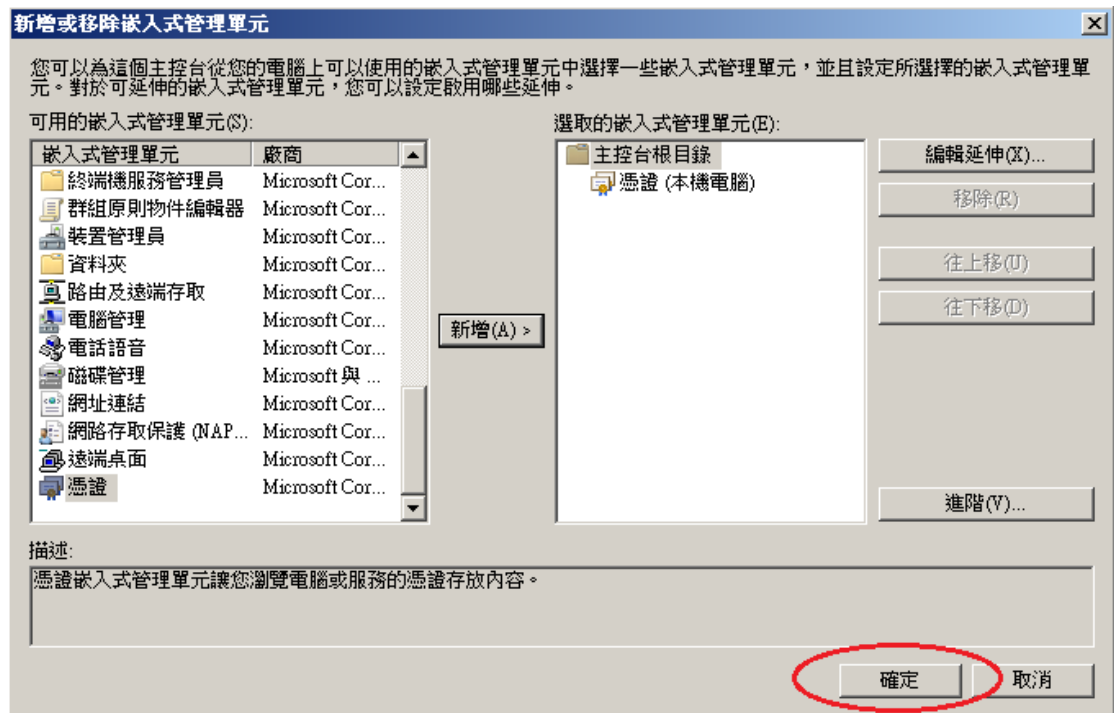 新增或移除嵌入式管理單元
您可以為這個主控台從您的電腦上可以使用的嵌入式管理單元中選擇一些嵌入式管理單元，並且設定所選擇的嵌入式管理單
元。對於可延伸的嵌入式管理單元，您可以設定啟用哪些延伸。
可用的嵌入式管理單元(S):
嵌入式管理單元 廠商
終端機服務管理員 Microsoft Cor...
群組原則物件編輯器 Microsoft Cor...
裝置管理員 Microsoft Cor...
資料夾 Microsoft Cor...
路由及遠端存取 Microsoft Cor...
電腦管理 Microsoft Cor...
電話語音 Microsoft Cor...
磁碟管理 Microsoft 與 ...
網址連結 Microsoft Cor...
網路存取保護 (NAP... Microsoft Cor...
遠端桌面 Microsoft Cor...
憑證 Microsoft Cor...
新增(A) >
選取的嵌入式管理單元(E):
主控台根目錄
憑證 (本機電腦)
編輯延伸(X)...
移除(R)
往上移(U)
往下移(D)
進階(V)...
描述:
憑證嵌入式管理單元讓您瀏覽電腦或服務的憑證存放內容。
確定 取消